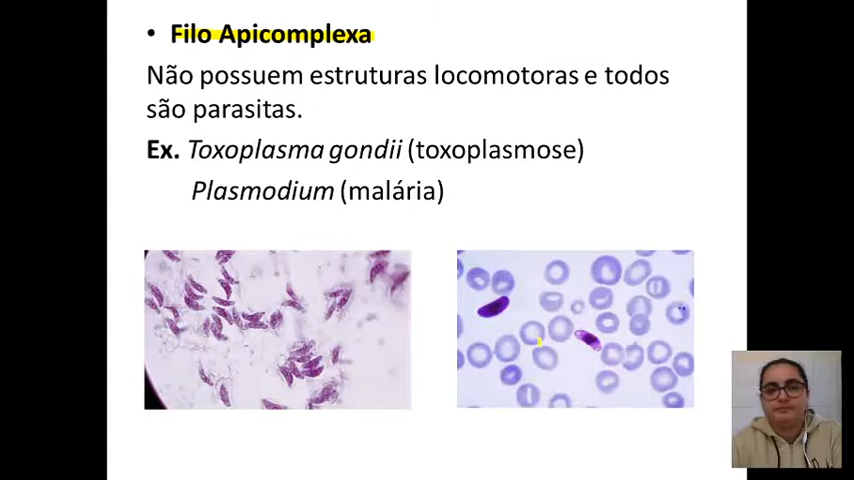 • Filo Apicomplexa
Não possuem estruturas locomotoras e todos
são parasitas.
Ex. Toxoplasma gondii (toxoplasmose)
Plasmodium (malária)